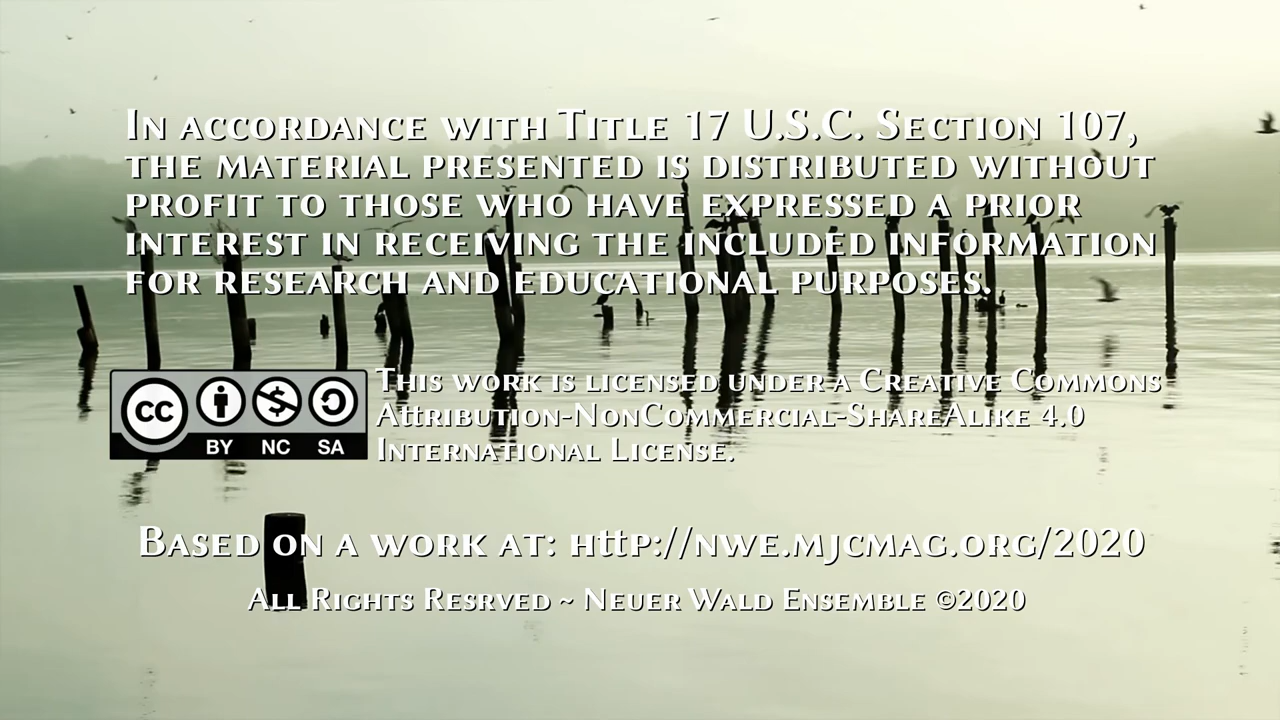 In accordance with Title 17 U.S.C. Section 107,
the material presented is distributed without
profit to those who have expressed a prior
interest in receiving the included information
for research and educational purposes.
cc BY NC SA
This work is licensed under a Creative Commons
Attribution-NonCommercial-ShareAlike 4.0
International License.
Based on a work at: http://nwe.mjcmag.org/2020
All Rights Resrved ~ Neuer Wald Ensemble ©2020